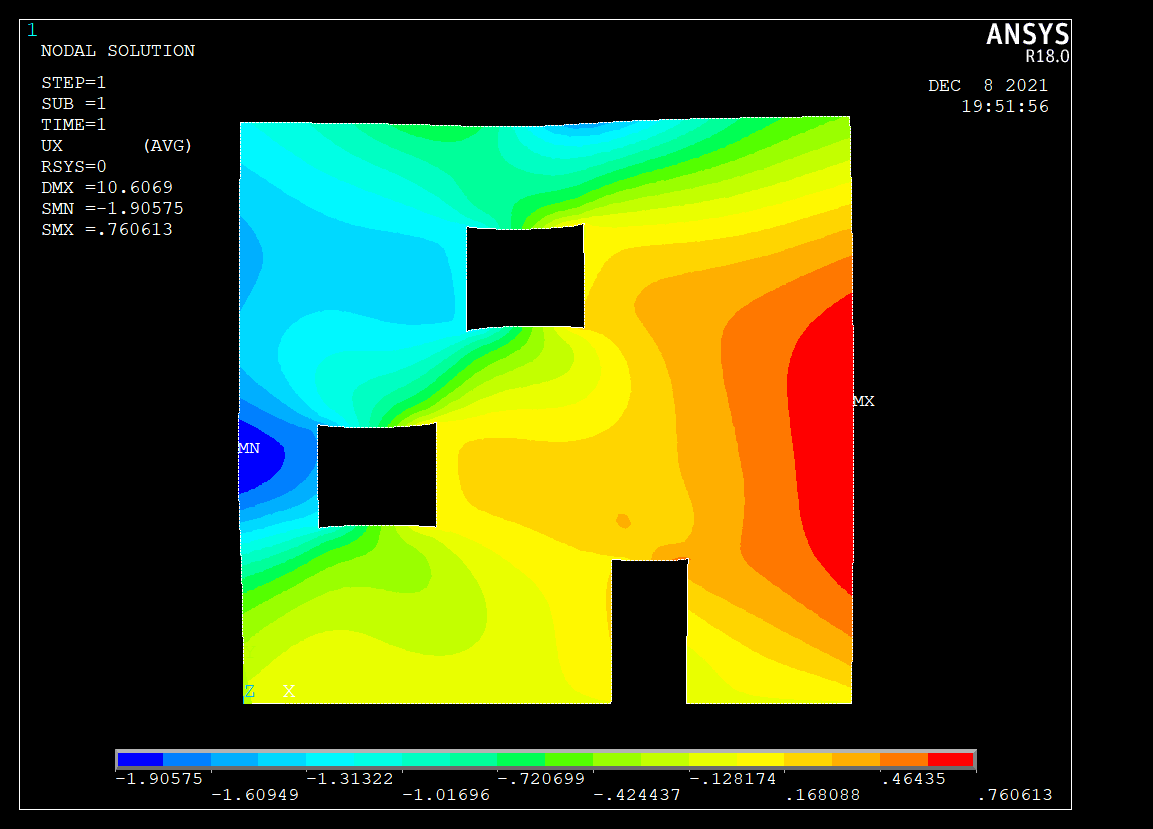 1
ANSYS
R18.0
NODAL SOLUTION
STEP=1
SUB =1
TIME=1
UX (AVG)
RSYS=0
DMX =10.6069
SMN =-1.90575
SMX =.760613
DEC 8 2021
19:51:56
MX
MN
Z X
-1.90575 -1.31322 -.720699 -.128174 .46435
-1.60949 -1.01696 -.424437 .168088 .760613